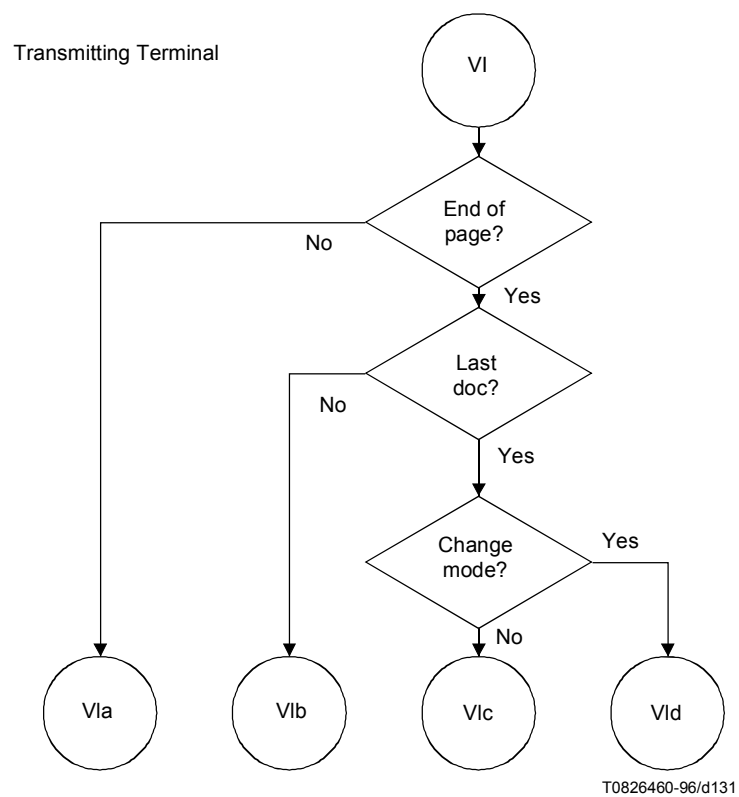 Transmitting Terminal
VI
End of
page?
No
Yes
Last
doc?
No
Yes
Change
mode?
Yes
No
VIa
VIb
VIc
VId
T0826460-96/d131